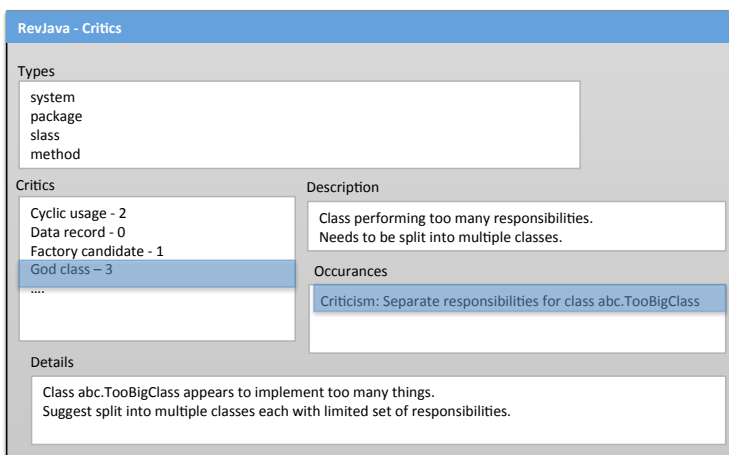 RevJava - Critics
Types
system
package
slass
method
Critics
Cyclic usage - 2
Data record - 0
Factory candidate - 1
God class – 3
....
Description
Class performing too many responsibilities.
Needs to be split into multiple classes.
Occurances
Criticism: Separate responsibilities for class abc.TooBigClass
Details
Class abc.TooBigClass appears to implement too many things.
Suggest split into multiple classes each with limited set of responsibilities.